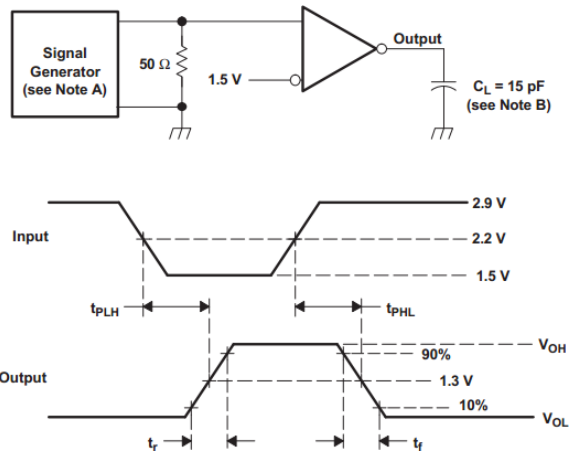 Signal
Generator
(see Note A)
50 Ω
1.5 V
Output
CL = 15 pF
(see Note B)
Input
2.9 V
2.2 V
1.5 V
tPLH
tPHL
Output
VOH
90%
1.3 V
10%
VOL
tr
tf